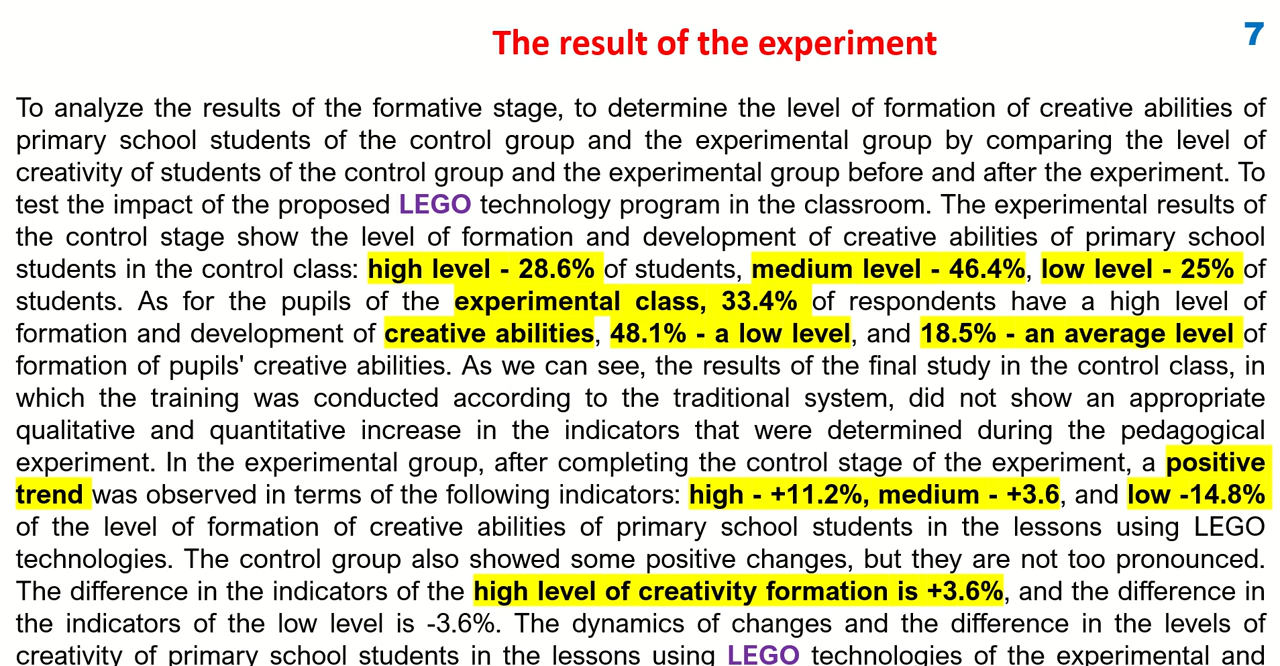 The result of the experiment
7
To analyze the results of the formative stage, to determine the level of formation of creative abilities of
primary school students of the control group and the experimental group by comparing the level of
creativity of students of the control group and the experimental group before and after the experiment. To
test the impact of the proposed LEGO technology program in the classroom. The experimental results of
the control stage show the level of formation and development of creative abilities of primary school
students in the control class: high level - 28.6% of students, medium level - 46.4%, low level - 25% of
students. As for the pupils of the experimental class, 33.4% of respondents have a high level of
formation and development of creative abilities, 48.1% - a low level, and 18.5% - an average level of
formation of pupils' creative abilities. As we can see, the results of the final study in the control class, in
which the training was conducted according to the traditional system, did not show an appropriate
qualitative and quantitative increase in the indicators that were determined during the pedagogical
experiment. In the experimental group, after completing the control stage of the experiment, a positive
trend was observed in terms of the following indicators: high - +11.2%, medium - +3.6, and low -14.8%
of the level of formation of creative abilities of primary school students in the lessons using LEGO
technologies. The control group also showed some positive changes, but they are not too pronounced.
The difference in the indicators of the high level of creativity formation is +3.6%, and the difference in
the indicators of the low level is -3.6%. The dynamics of changes and the difference in the levels of
creativity of primary school students in the lessons using LEGO technologies of the experimental and